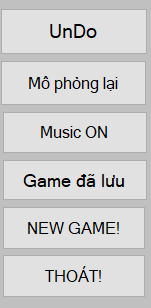 UnDo
Mô phỏng lại
Music ON
Game đã lưu
NEW GAME!
THOÁT!